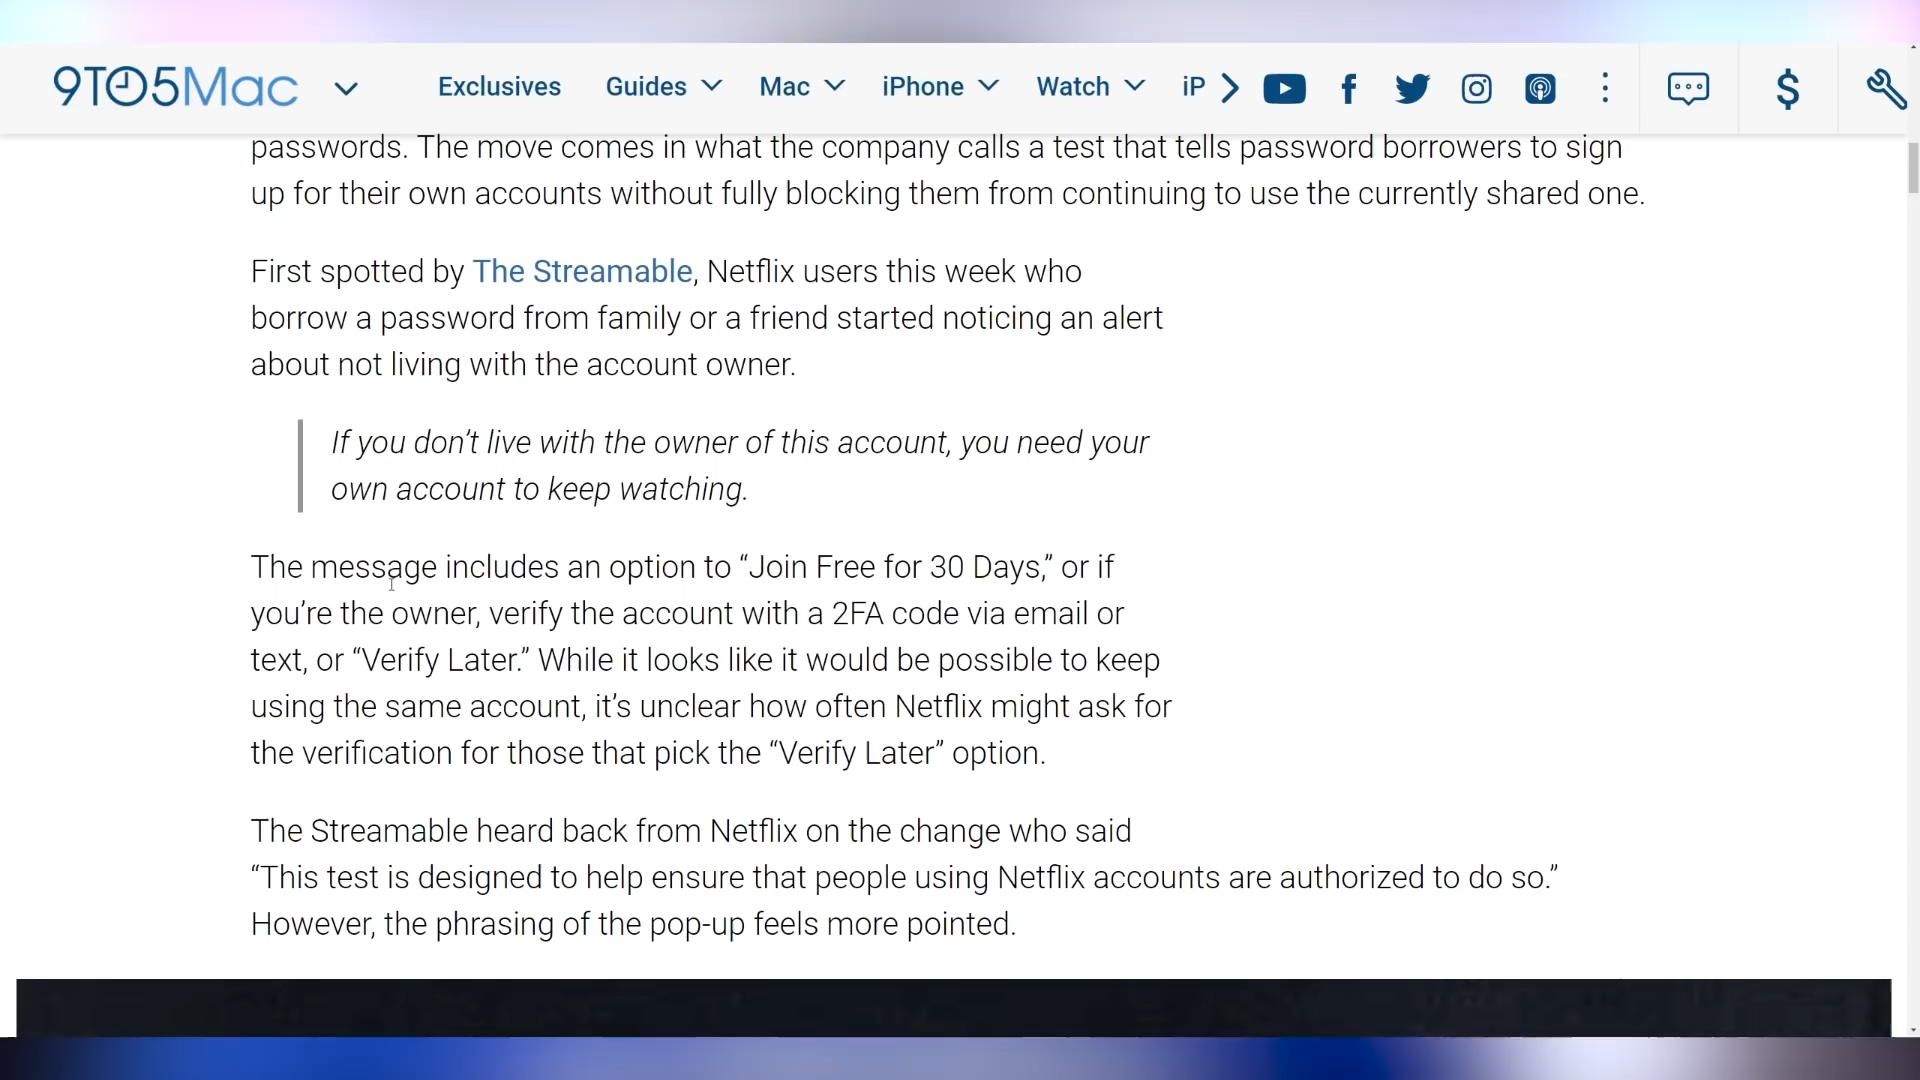 9TO5Mac
Exclusives Guides Mac iPhone Watch iP
passwords. The move comes in what the company calls a test that tells password borrowers to sign
up for their own accounts without fully blocking them from continuing to use the currently shared one.
First spotted by The Streamable, Netflix users this week who
borrow a password from family or a friend started noticing an alert
about not living with the account owner.
If you don’t live with the owner of this account, you need your
own account to keep watching.
The message includes an option to “Join Free for 30 Days,” or if
you’re the owner, verify the account with a 2FA code via email or
text, or “Verify Later.” While it looks like it would be possible to keep
using the same account, it’s unclear how often Netflix might ask for
the verification for those that pick the “Verify Later” option.
The Streamable heard back from Netflix on the change who said
“This test is designed to help ensure that people using Netflix accounts are authorized to do so.”
However, the phrasing of the pop-up feels more pointed.